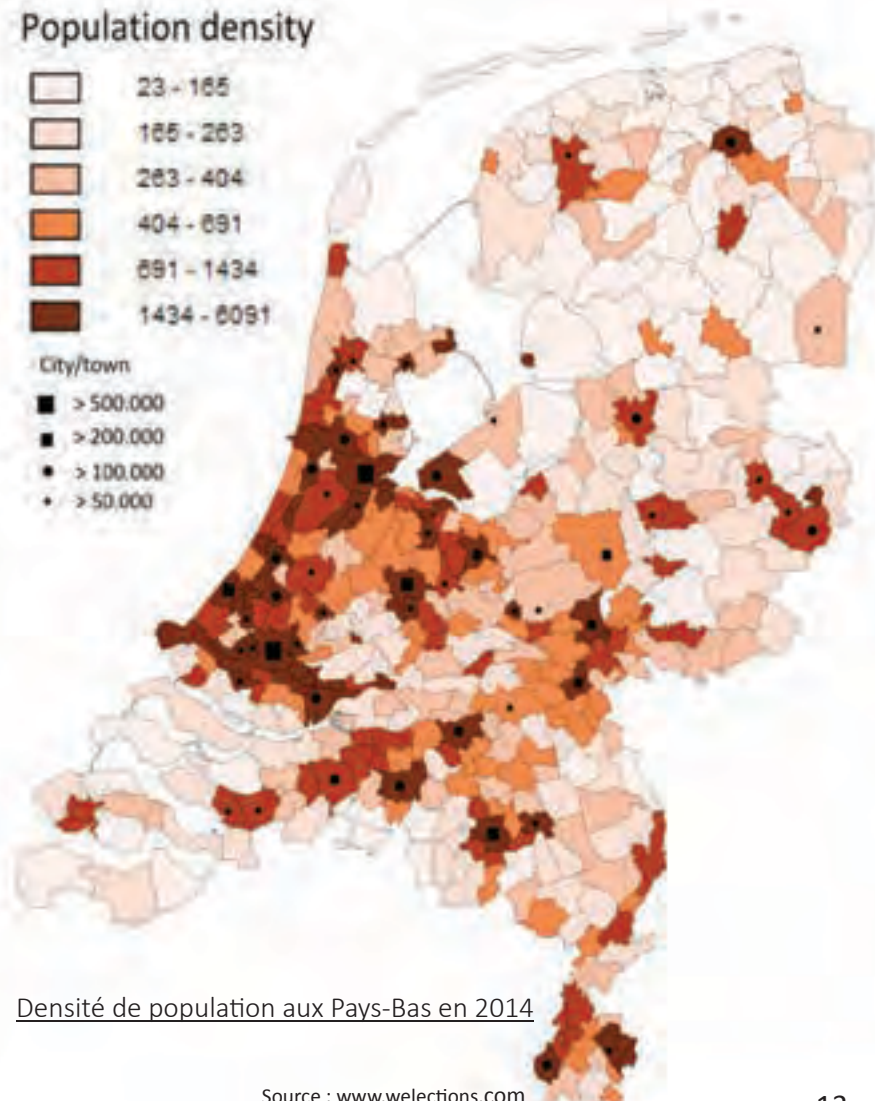 Population density
23 - 165
165 - 263
263 - 404
404 - 691
691 - 1434
1434 - 6091
City/town
> 500.000
> 200.000
> 100.000
> 50.000
Densité de population aux Pays-Bas en 2014
Source : www.welections.com